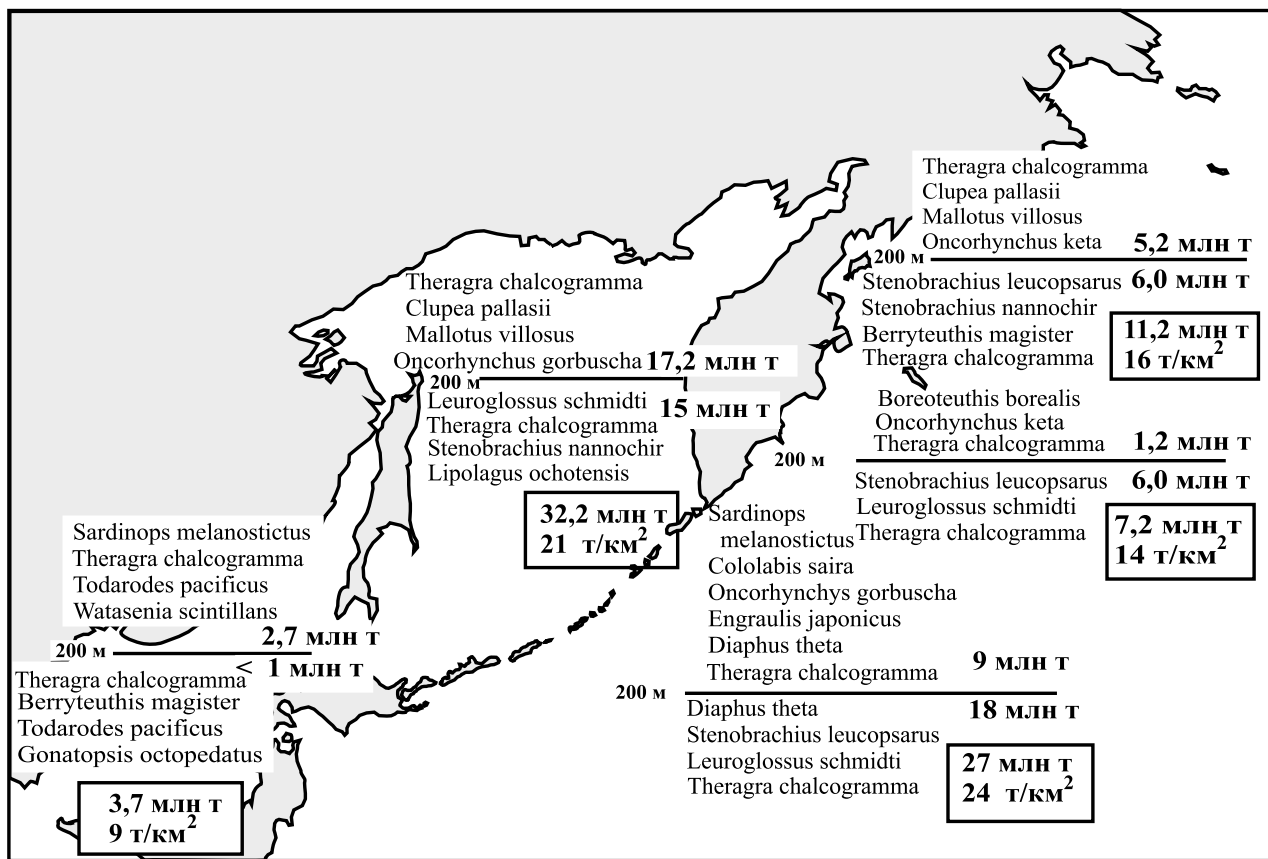 Theragra chalcogramma
Clupea pallasii
Mallotus villosus
Oncorhynchus keta 5,2 млн т
200 м
Stenobrachius leucopsarus 6,0 млн т
Stenobrachius nannochir
Berryteuthis magister
Theragra chalcogramma
11,2 млн т
16 т/км²
Boreoteuthis borealis
Oncorhynchus keta
Theragra chalcogramma 1,2 млн т
200 м
Stenobrachius leucopsarus 6,0 млн т
Leuroglossus schmidti
Theragra chalcogramma
7,2 млн т
14 т/км²
Theragra chalcogramma
Clupea pallasii
Mallotus villosus
Oncorhynchus gorbuscha 17,2 млн т
200 м
Leuroglossus schmidti 15 млн т
Theragra chalcogramma
Stenobrachius nannochir
Lipolagus ochotensis
32,2 млн т
21 т/км²
Sardinops
melanostictus
Cololabis saira
Oncorhynchys gorbuscha
Engraulis japonicus
Diaphus theta
Theragra chalcogramma 9 млн т
200 м
Diaphus theta 18 млн т
Stenobrachius leucopsarus
Leuroglossus schmidti
Theragra chalcogramma
27 млн т
24 т/км²
Sardinops melanostictus
Theragra chalcogramma
Todarodes pacificus
Watasenia scintillans
2,7 млн т
200 м
< 1 млн т
Theragra chalcogramma
Berryteuthis magister
Todarodes pacificus
Gonatopsis octopedatus
3,7 млн т
9 т/км²